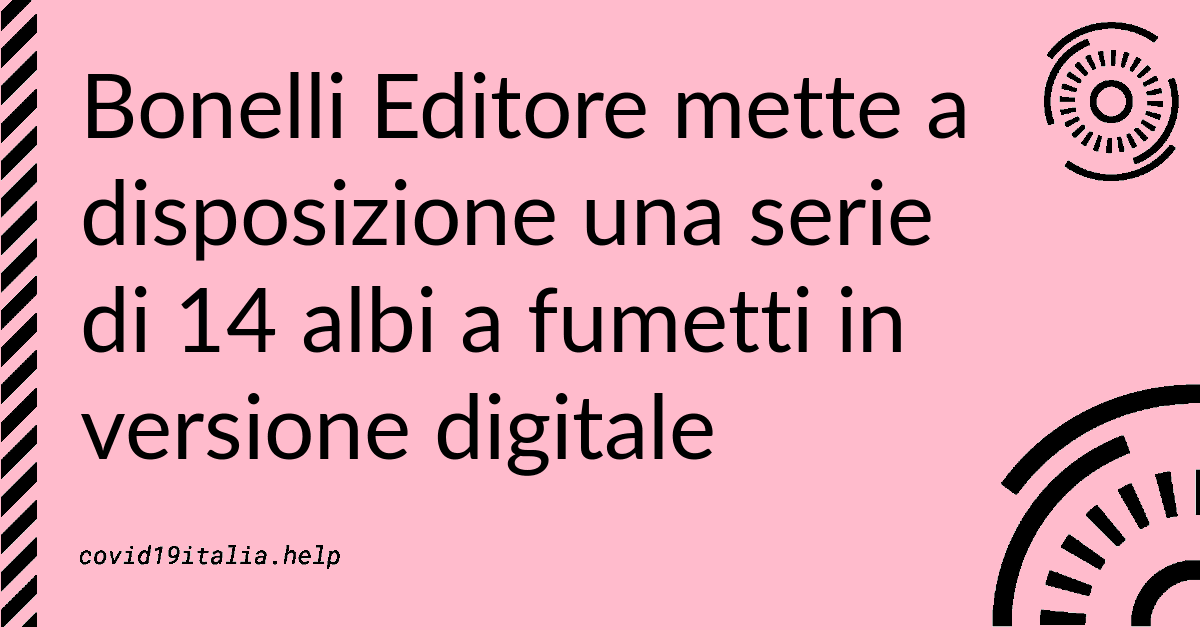 Bonelli Editore mette a
disposizione una serie
di 14 albi a fumetti in
versione digitale
covid19italia.help